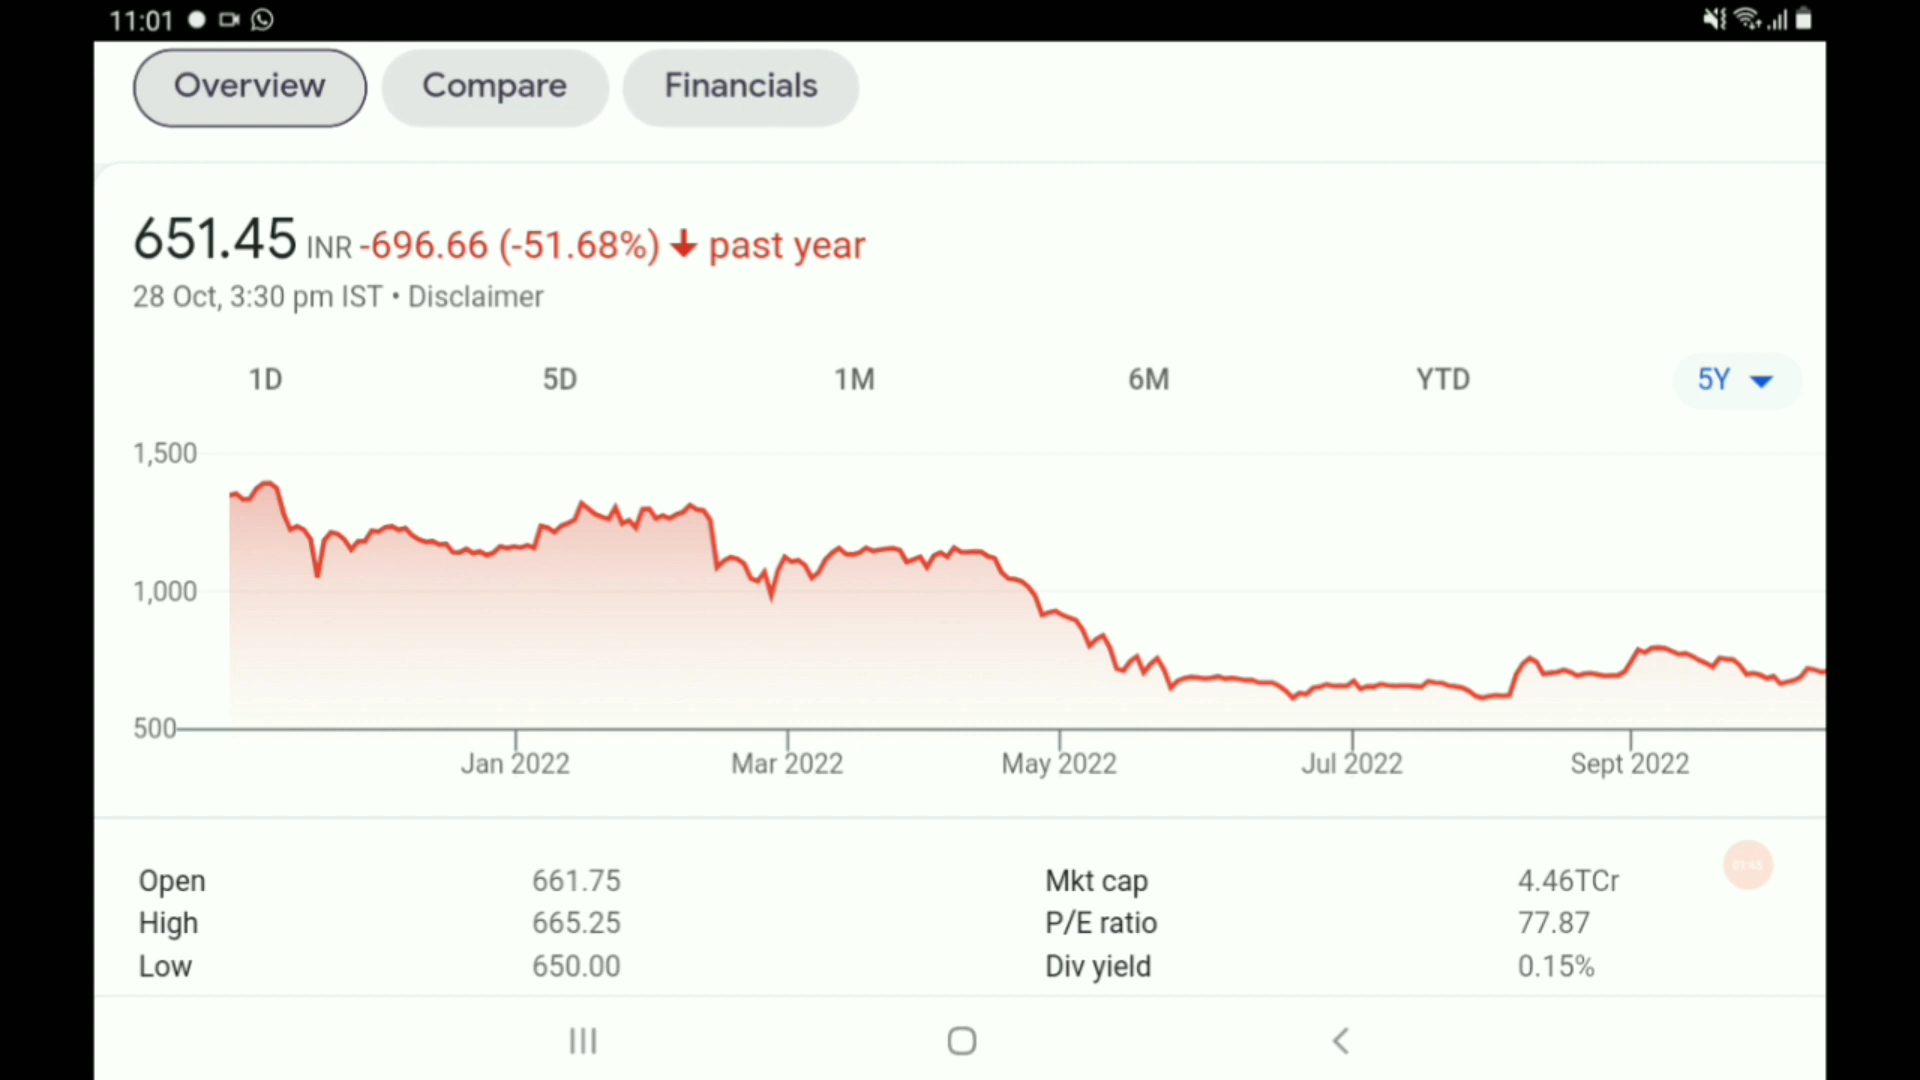 11:01
Overview Compare Financials
651.45 INR -696.66 (-51.68%) past year
28 Oct, 3:30 pm IST • Disclaimer
1D 5D 1M 6M YTD 5Y
1,500
1,000
500
Jan 2022 Mar 2022 May 2022 Jul 2022 Sept 2022
Open 661.75 Mkt cap 4.46TCr
High 665.25 P/E ratio 77.87
Low 650.00 Div yield 0.15%